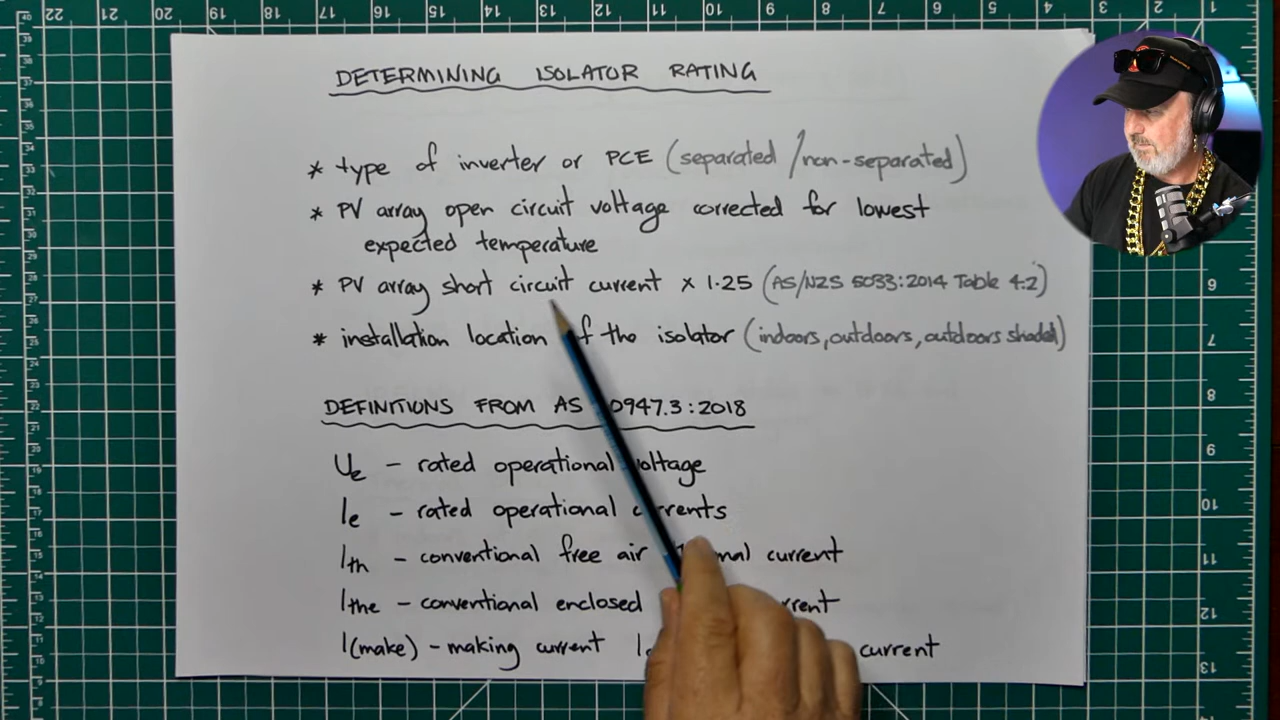 DETERMINING ISOLATOR RATING
* type of inverter or PCE (separated / non-separated)
* PV array open circuit voltage corrected for lowest
expected temperature
* PV array short circuit current x 1.25 (AS/NZS 5033:2014 Table 4.2)
* installation location of the isolator (indoors, outdoors, outdoors shaded)
DEFINITIONS FROM AS 0947.3:2018
Ue - rated operational voltage
Ie - rated operational currents
Ith - conventional free air current
Ithe - conventional enclosed
I(make) - making current current